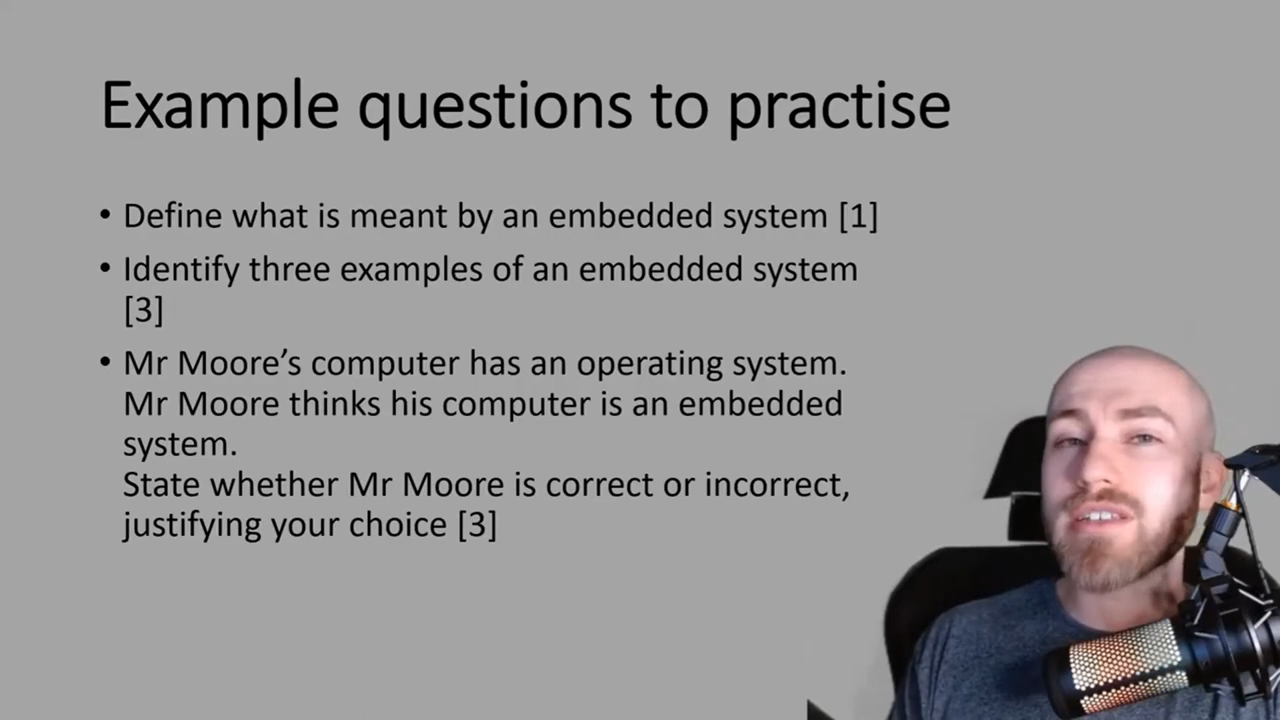 Example questions to practise
• Define what is meant by an embedded system [1]
• Identify three examples of an embedded system
[3]
• Mr Moore’s computer has an operating system.
Mr Moore thinks his computer is an embedded
system.
State whether Mr Moore is correct or incorrect,
justifying your choice [3]